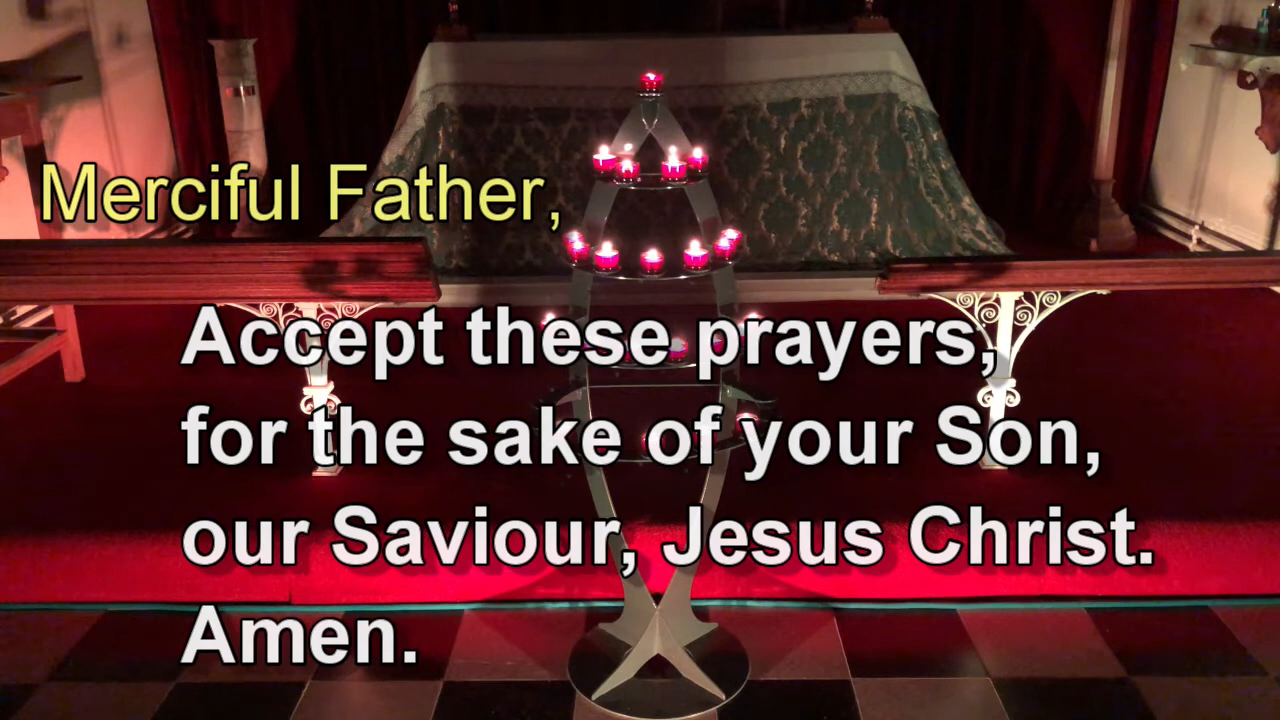 Merciful Father,
Accept these prayers,
for the sake of your Son,
our Saviour, Jesus Christ.
Amen.